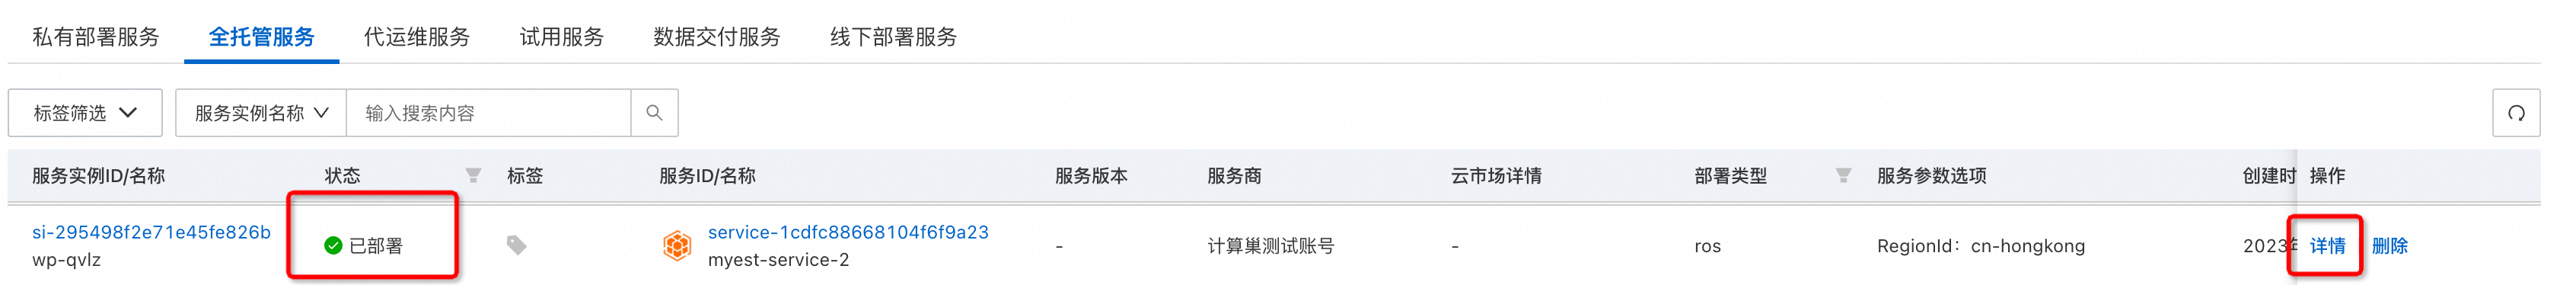 私有部署服务 全托管服务 代运维服务 试用服务 数据交付服务 线下部署服务
标签筛选 服务实例名称 输入搜索内容
服务实例ID/名称 状态 标签 服务ID/名称 服务版本 服务商 云市场详情 部署类型 服务参数选项 创建时 操作
si-295498f2e71e45fe826b service-1cdfc88668104f6f9a23
已部署 - 计算巢测试账号 - ros RegionId：cn-hongkong 2023年 详情 删除
wp-qvlz myest-service-2